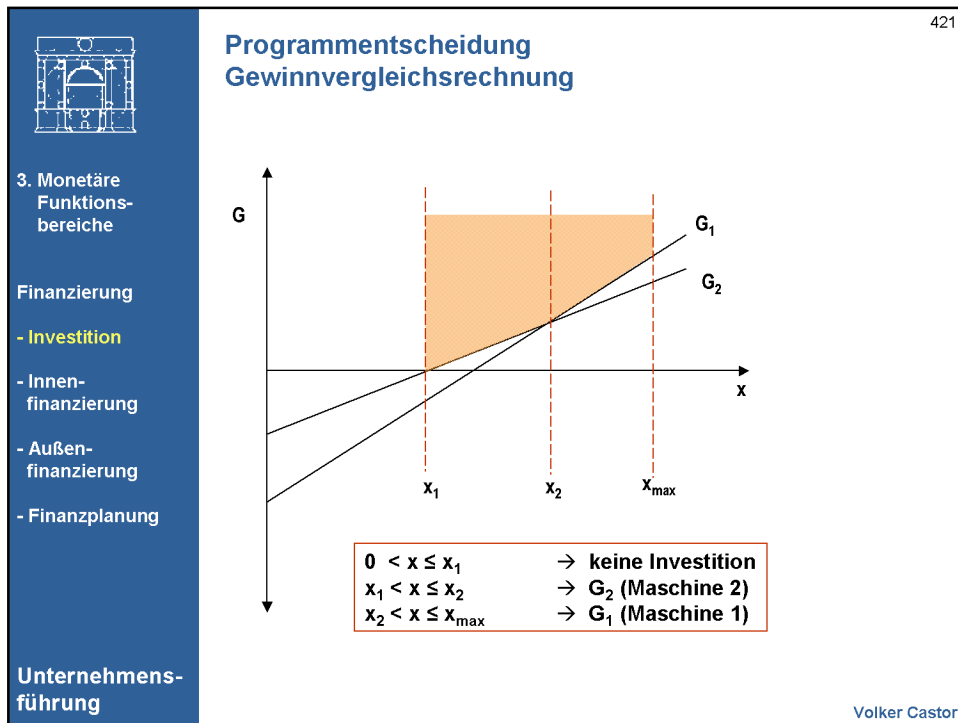 421
Programmentscheidung
Gewinnvergleichsrechnung
3. Monetäre
Funktions-
bereiche
Finanzierung
- Investition
- Innen-
finanzierung
- Außen-
finanzierung
- Finanzplanung
Unternehmens-
führung
G
G₁
G₂
x
x₁ x₂ xmax
0 < x ≤ x₁ → keine Investition
x₁ < x ≤ x₂ → G₂ (Maschine 2)
x₂ < x ≤ xmax → G₁ (Maschine 1)
Volker Castor